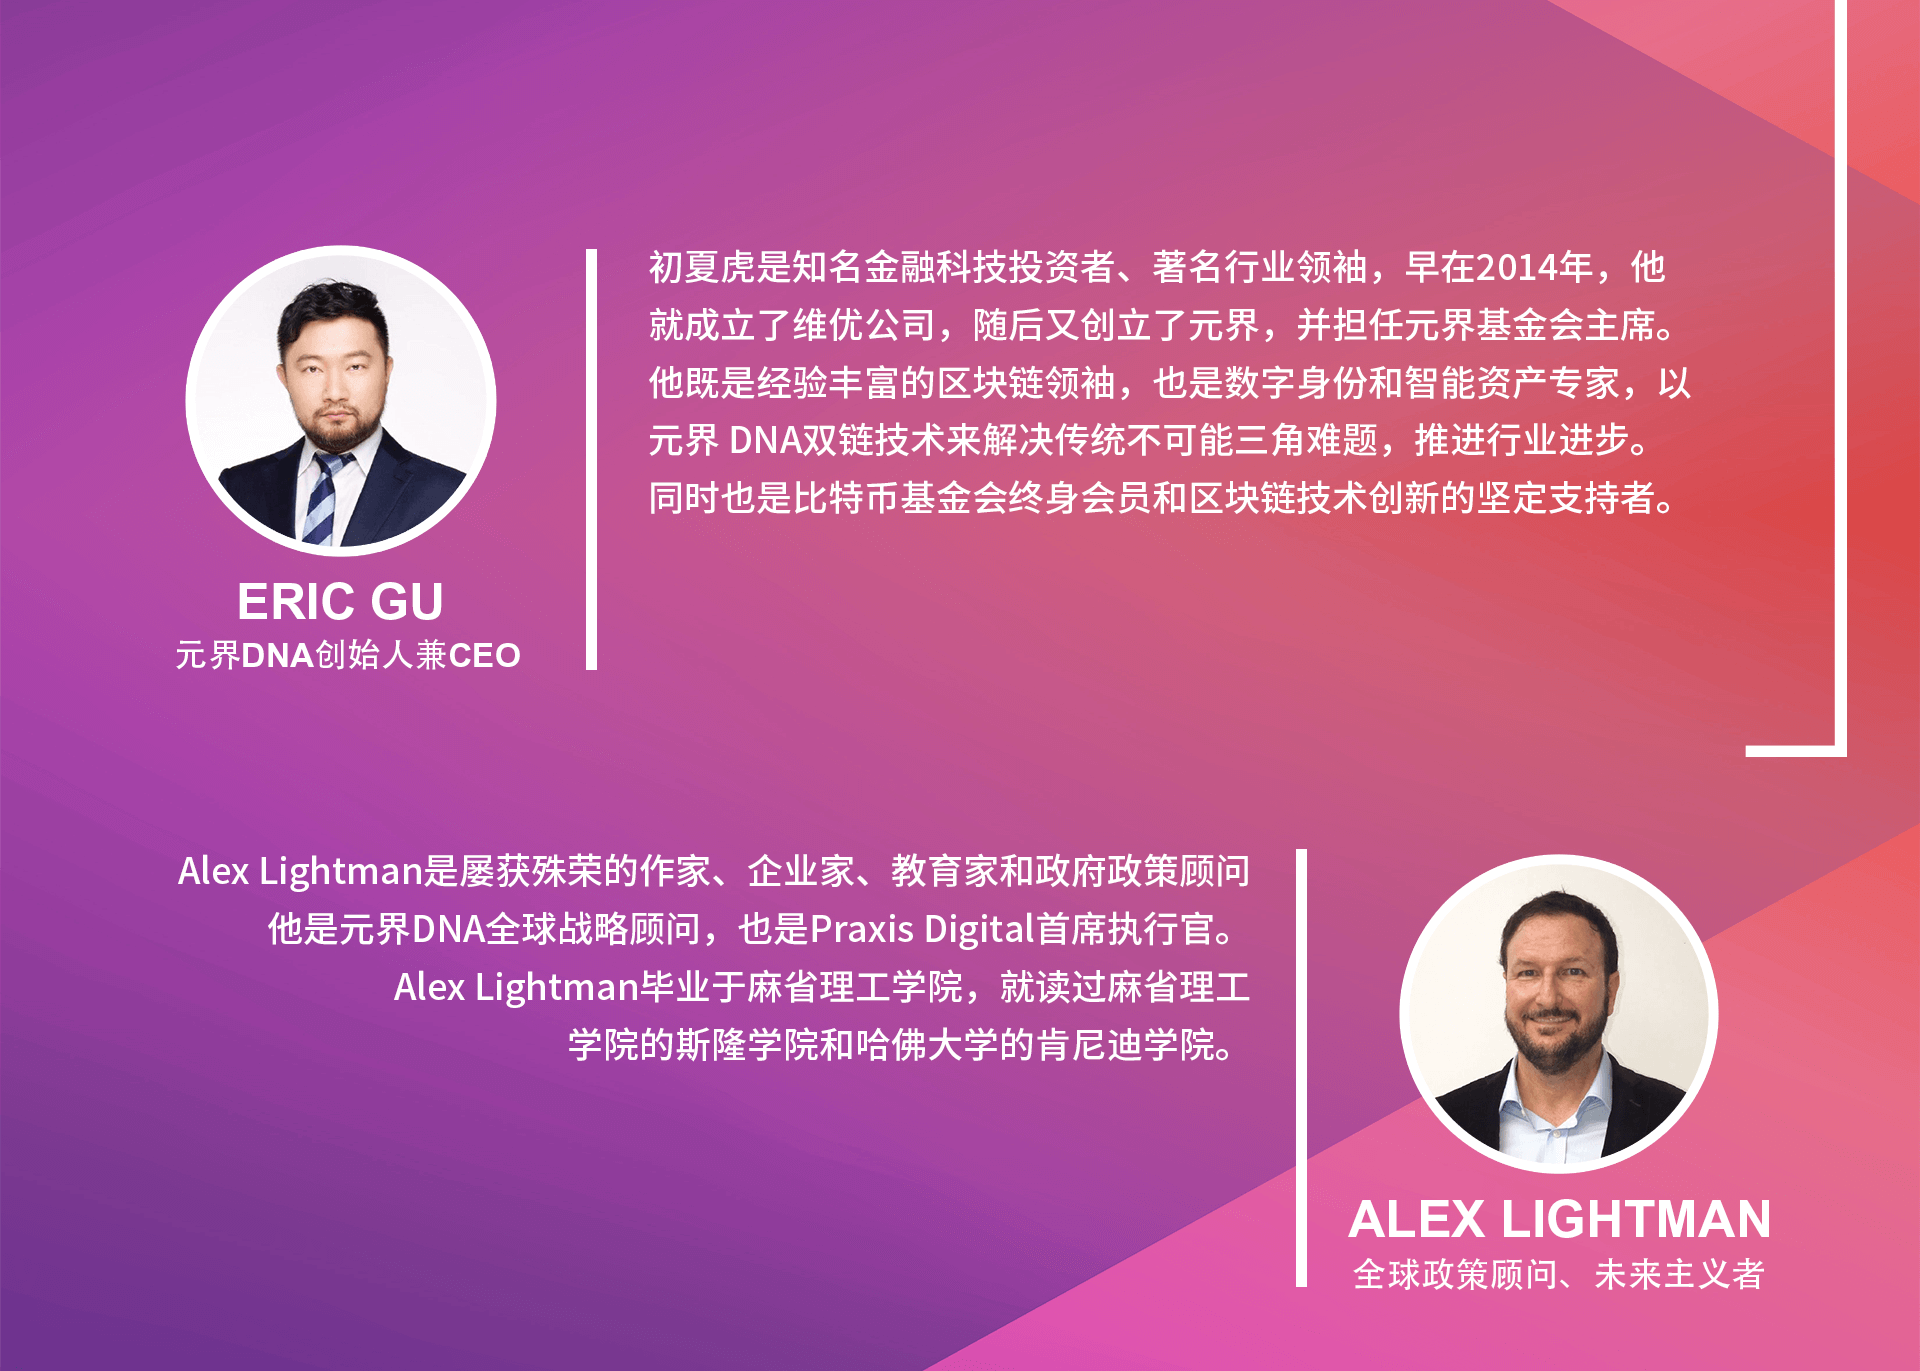 初夏虎是知名金融科技投资者、著名行业领袖，早在2014年，他
就成立了维优公司，随后又创立了元界，并担任元界基金会主席。
他既是经验丰富的区块链领袖，也是数字身份和智能资产专家，以
元界 DNA双链技术来解决传统不可能三角难题，推进行业进步。
同时也是比特币基金会终身会员和区块链技术创新的坚定支持者。
ERIC GU
元界DNA创始人兼CEO
Alex Lightman是屡获殊荣的作家、企业家、教育家和政府政策顾问
他是元界DNA全球战略顾问，也是Praxis Digital首席执行官。
Alex Lightman毕业于麻省理工学院，就读过麻省理工
学院的斯隆学院和哈佛大学的肯尼迪学院。
ALEX LIGHTMAN
全球政策顾问、未来主义者